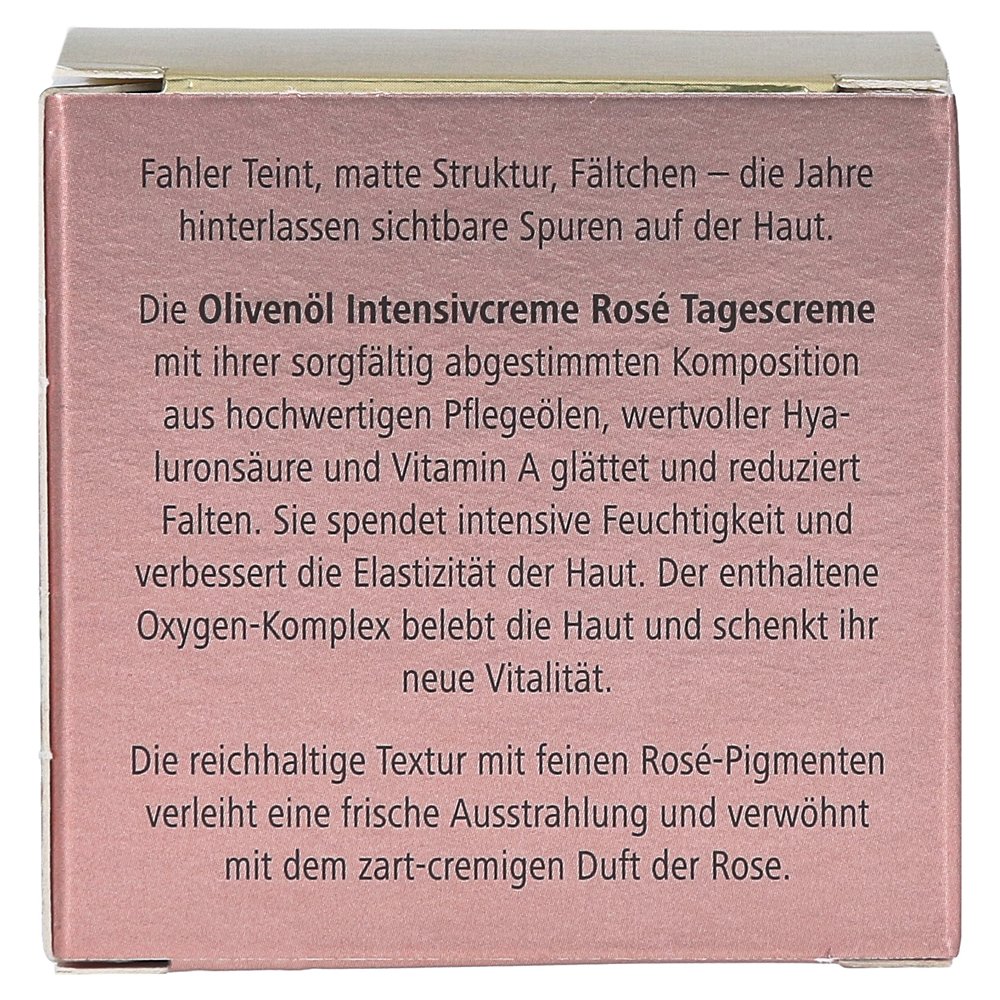 Fahler Teint, matte Struktur, Fältchen – die Jahre
hinterlassen sichtbare Spuren auf der Haut.
Die Olivenöl Intensivcreme Rosé Tagescreme
mit ihrer sorgfältig abgestimmten Komposition
aus hochwertigen Pflegeölen, wertvoller Hya-
luronsäure und Vitamin A glättet und reduziert
Falten. Sie spendet intensive Feuchtigkeit und
verbessert die Elastizität der Haut. Der enthaltene
Oxygen-Komplex belebt die Haut und schenkt ihr
neue Vitalität.
Die reichhaltige Textur mit feinen Rosé-Pigmenten
verleiht eine frische Ausstrahlung und verwöhnt
mit dem zart-cremigen Duft der Rose.